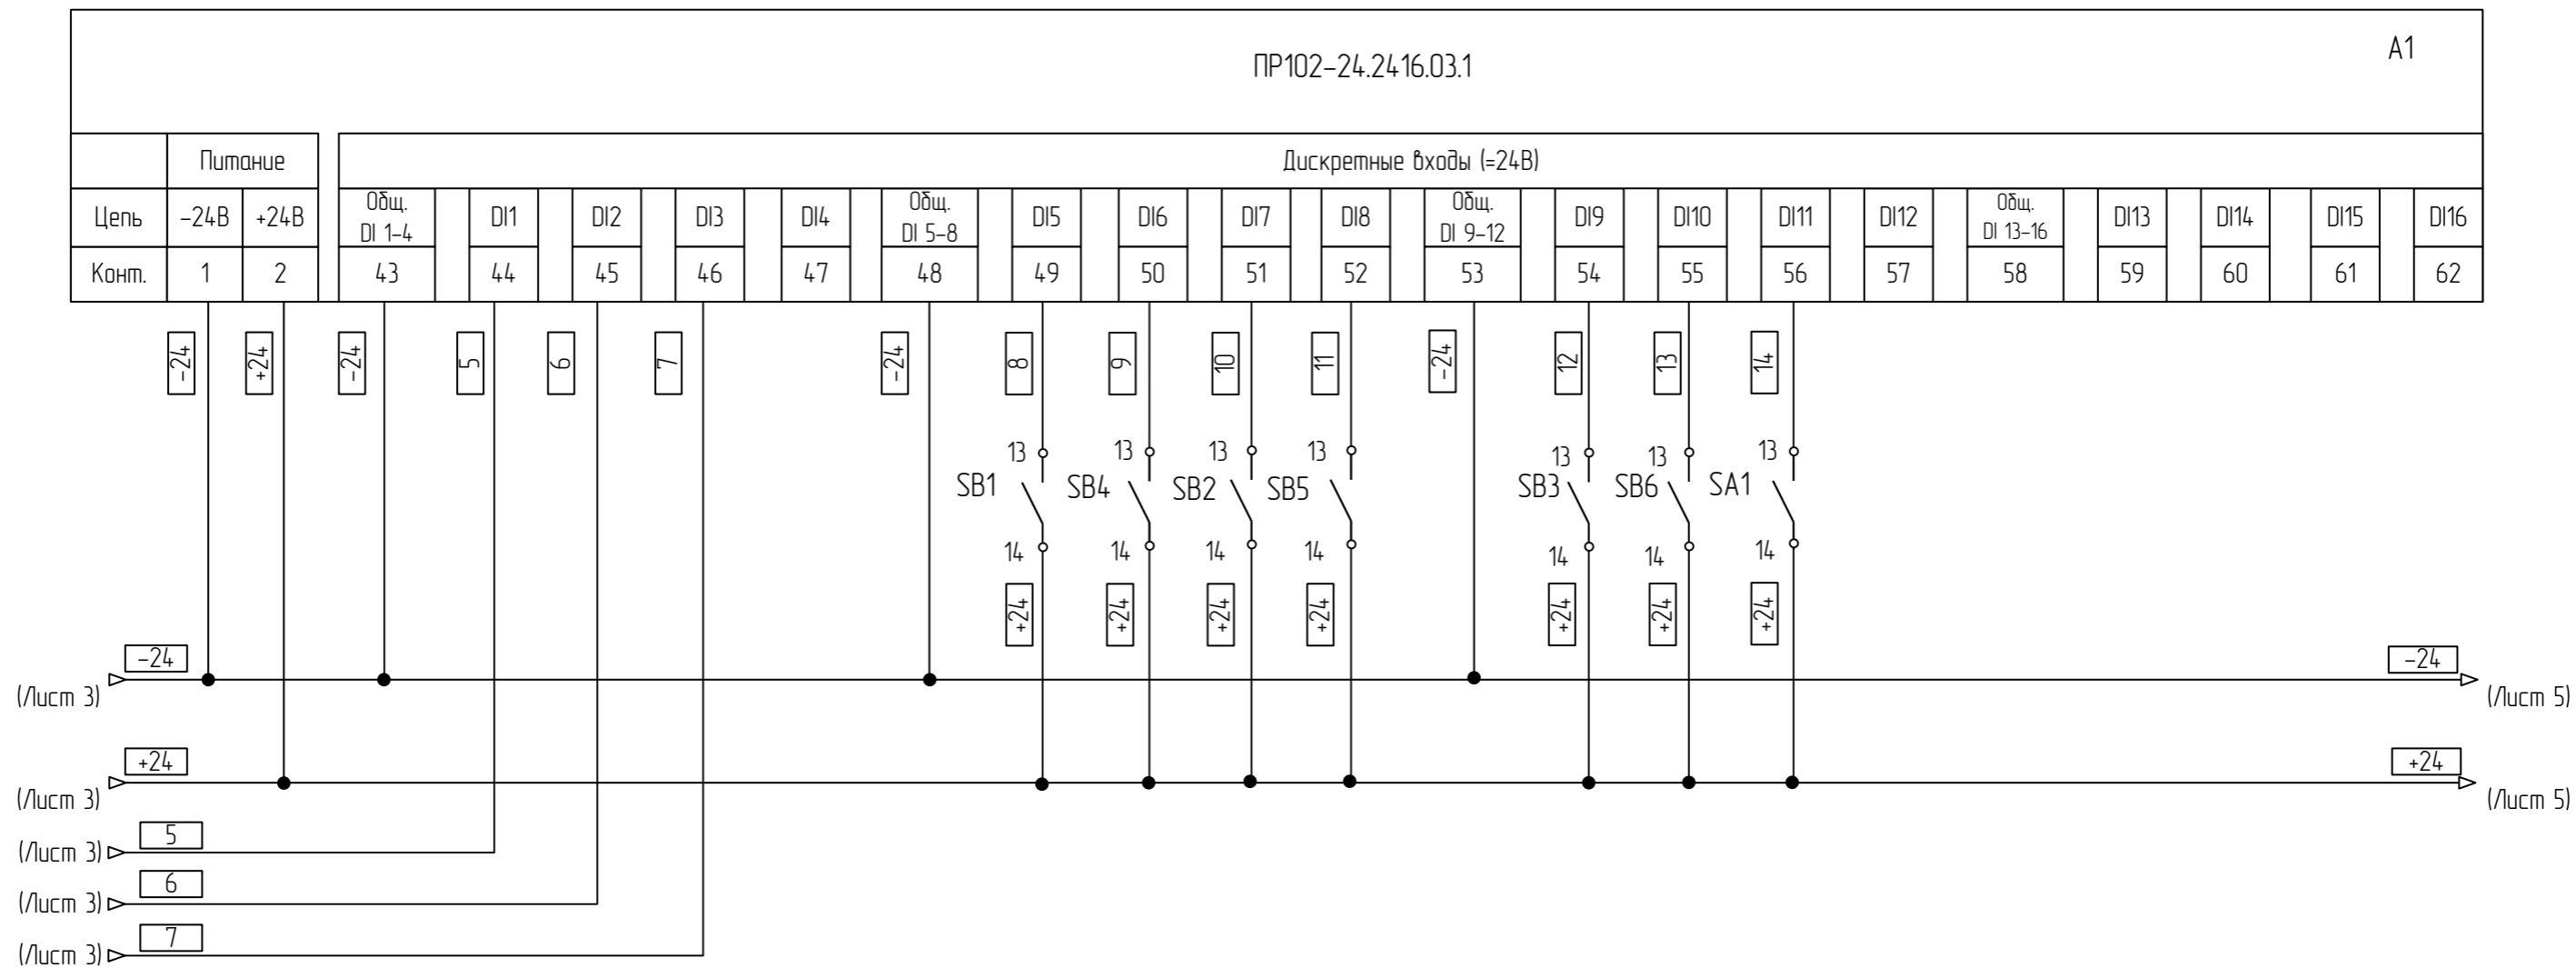 ПР102-24.2416.03.1
А1
Питание
Дискретные входы (=24В)
Цепь -24В +24В Общ. DI 1-4 DI1 DI2 DI3 DI4 Общ. DI 5-8 DI5 DI6 DI7 DI8 Общ. DI 9-12 DI9 DI10 DI11 DI12 Общ. DI 13-16 DI13 DI14 DI15 DI16
Конт. 1 2 43 44 45 46 47 48 49 50 51 52 53 54 55 56 57 58 59 60 61 62
-24 +24 -24 5 6 7 -24 8 9 10 11 -24 12 13 14
13 13 13 13 13 13 13
SB1 SB4 SB2 SB5 SB3 SB6 SA1
14 14 14 14 14 14 14
+24 +24 +24 +24 +24 +24 +24
-24 -24
(Лист 3) (Лист 5)
+24 +24
(Лист 3) (Лист 5)
5
(Лист 3)
6
(Лист 3)
7
(Лист 3)